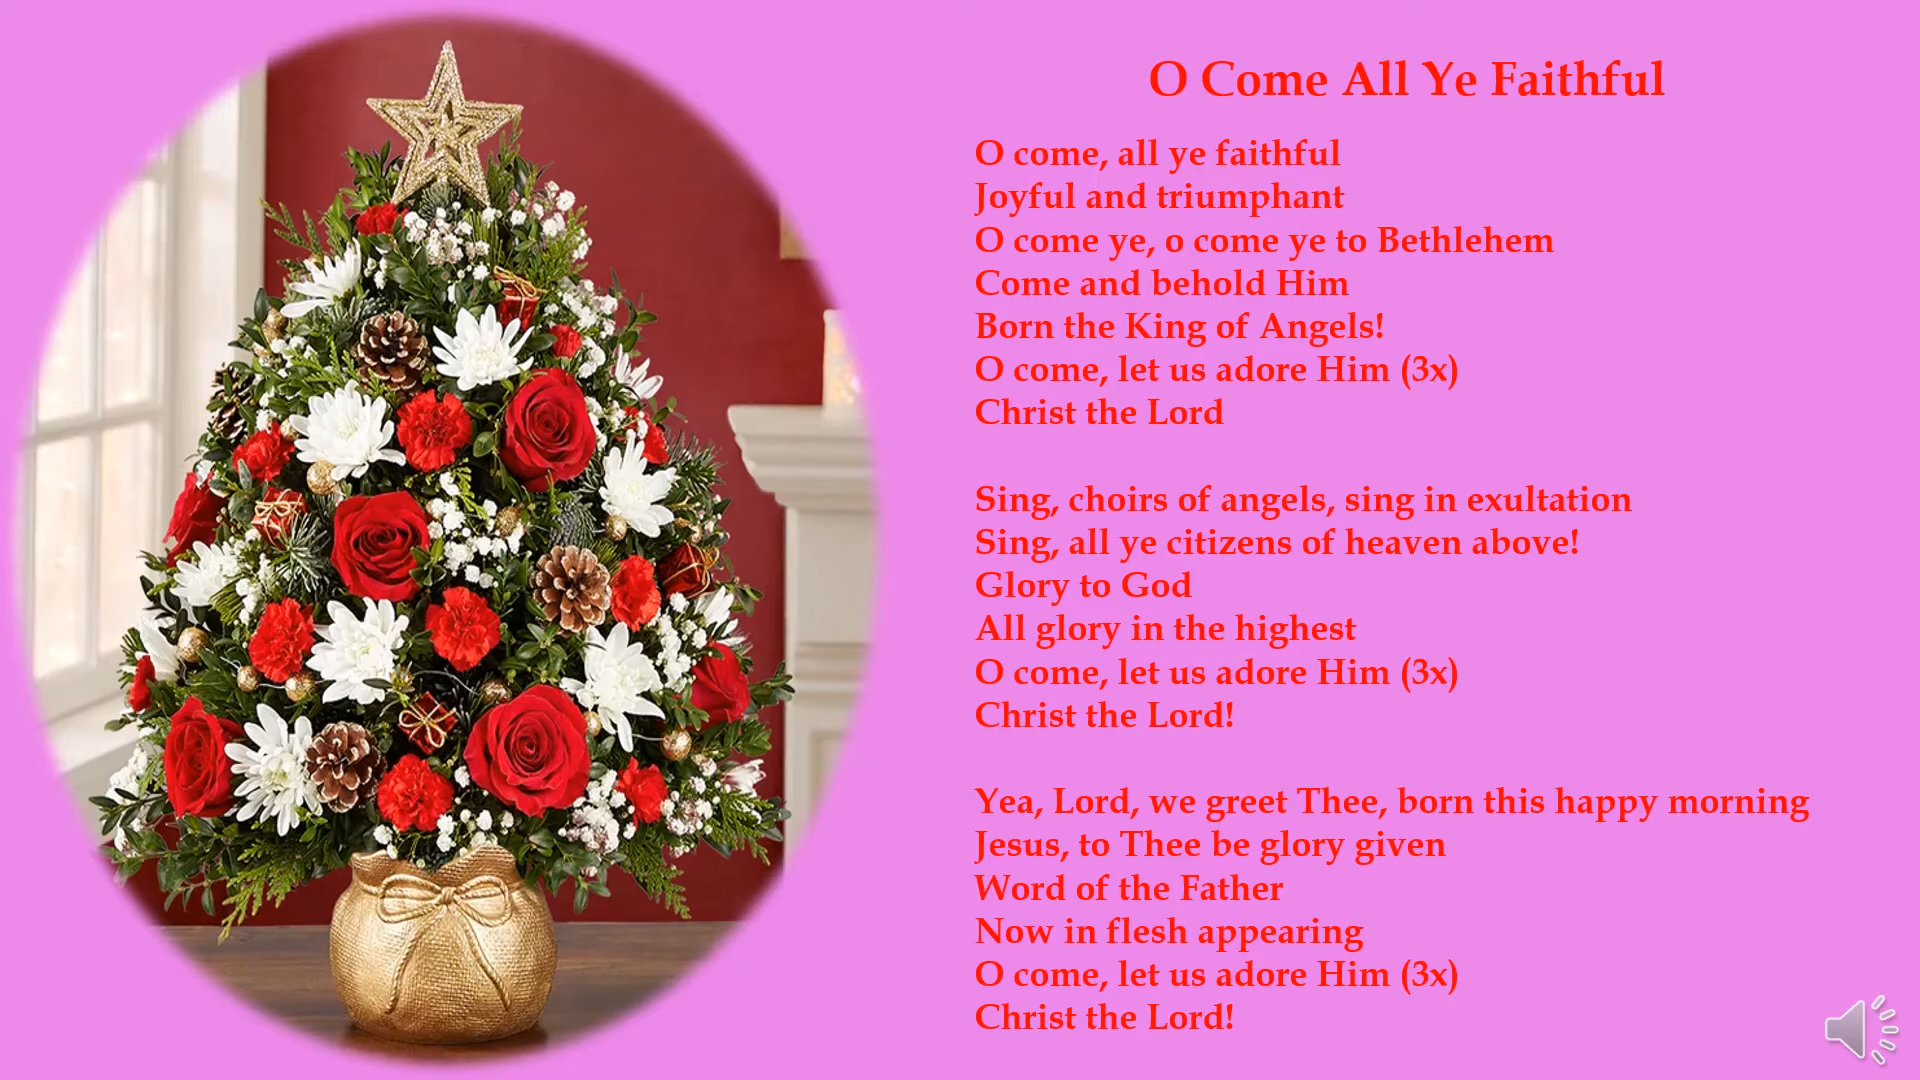 O Come All Ye Faithful
O come, all ye faithful
Joyful and triumphant
O come ye, o come ye to Bethlehem
Come and behold Him
Born the King of Angels!
O come, let us adore Him (3x)
Christ the Lord
Sing, choirs of angels, sing in exultation
Sing, all ye citizens of heaven above!
Glory to God
All glory in the highest
O come, let us adore Him (3x)
Christ the Lord!
Yea, Lord, we greet Thee, born this happy morning
Jesus, to Thee be glory given
Word of the Father
Now in flesh appearing
O come, let us adore Him (3x)
Christ the Lord!